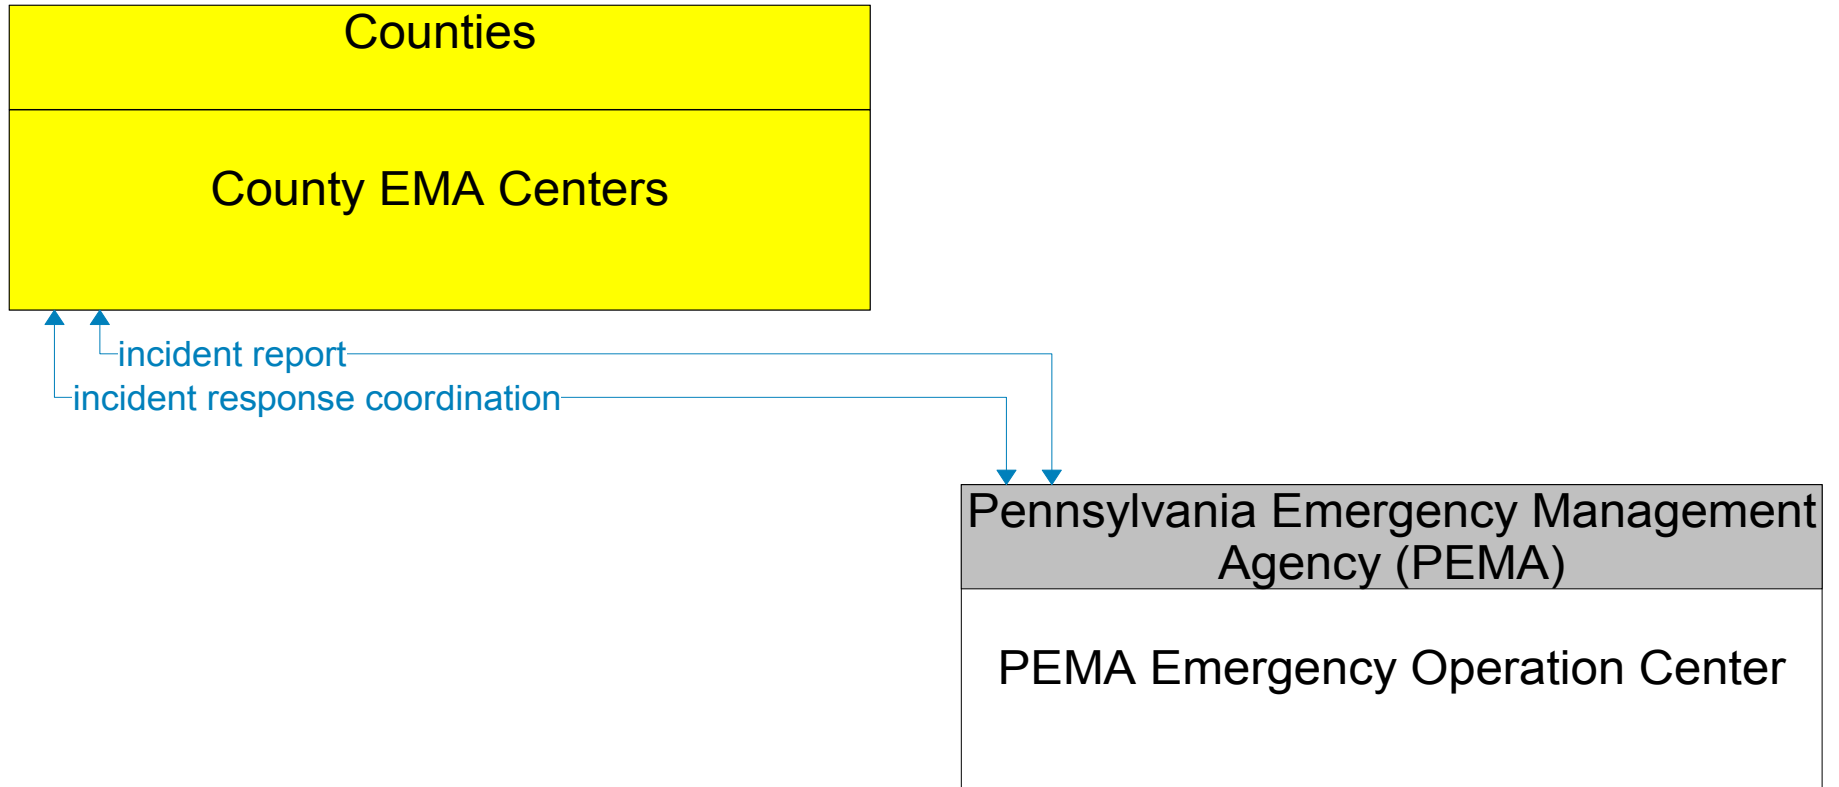 Counties
County EMA Centers
incident report
incident response coordination
Pennsylvania Emergency Management
Agency (PEMA)
PEMA Emergency Operation Center